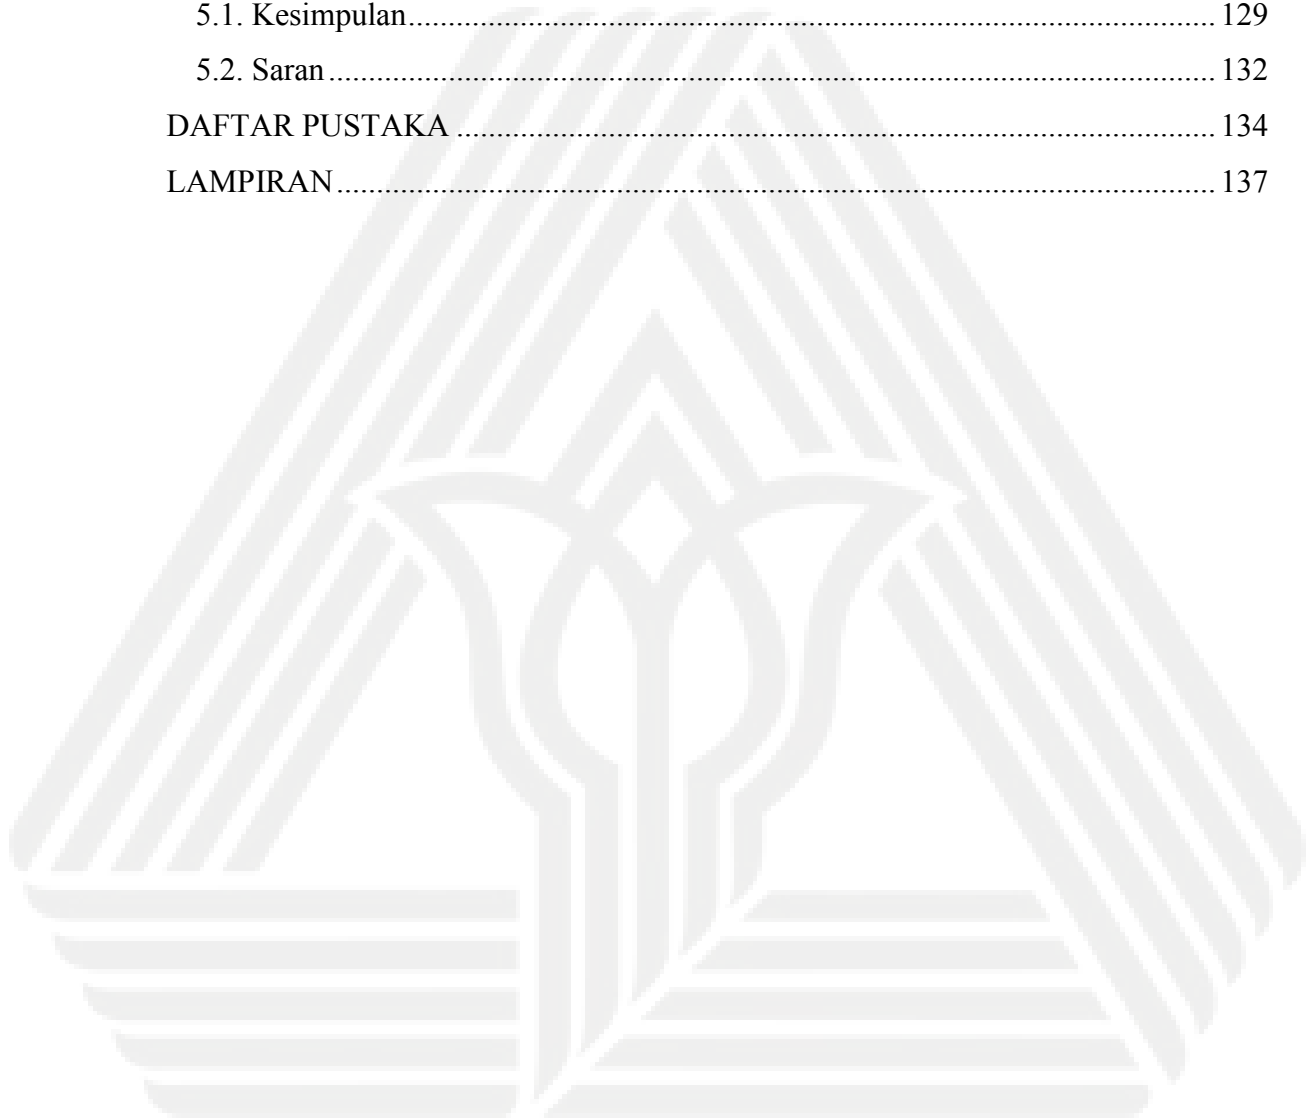 5.1. Kesimpulan........................................................................................................ 129
5.2. Saran.................................................................................................................. 132
DAFTAR PUSTAKA.................................................................................................. 134
LAMPIRAN................................................................................................................. 137